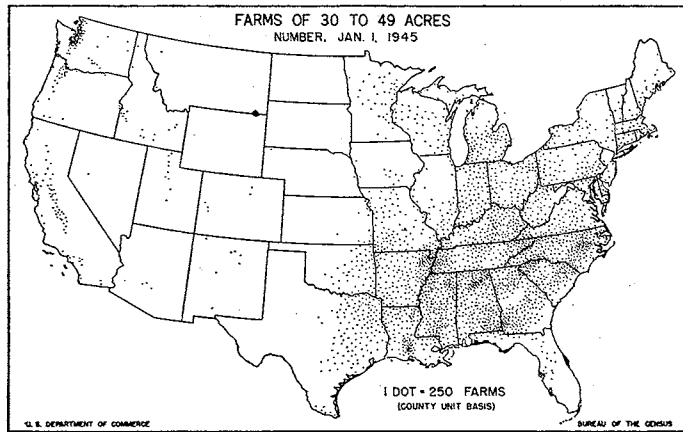 FARMS OF 30 TO 49 ACRES
NUMBER, JAN. 1, 1945
1 DOT = 250 FARMS
(COUNTY UNIT BASIS)
U. S. DEPARTMENT OF COMMERCE
BUREAU OF THE CENSUS